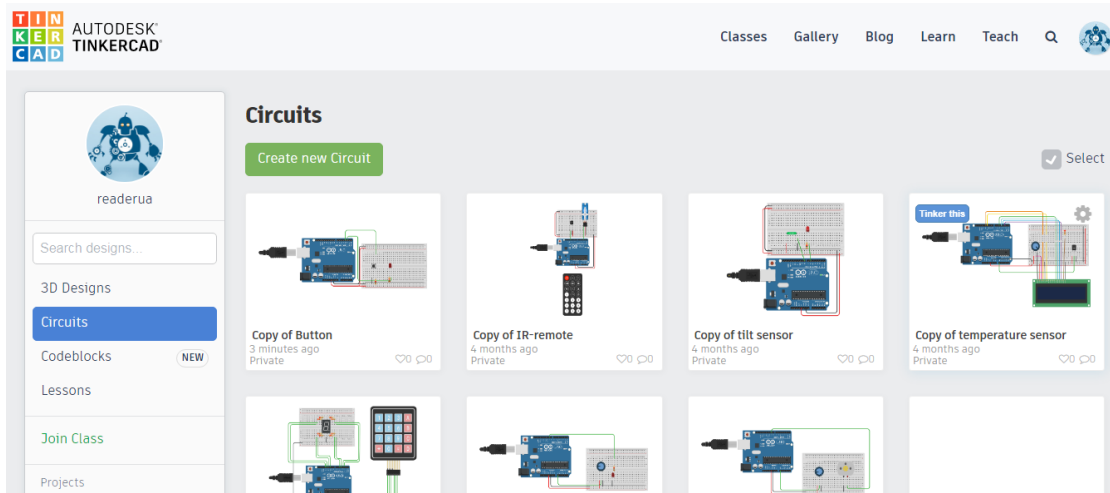 TIN
KER
CAD
AUTODESK®
TINKERCAD®
Classes Gallery Blog Learn Teach
readerua
Search designs...
3D Designs
Circuits
Codeblocks NEW
Lessons
Join Class
Projects
Circuits
Create new Circuit
Select
Copy of Button
3 minutes ago
Private
0 0
Copy of IR-remote
4 months ago
Private
0 0
Copy of tilt sensor
4 months ago
Private
0 0
Tinker this
Copy of temperature sensor
4 months ago
Private
0 0